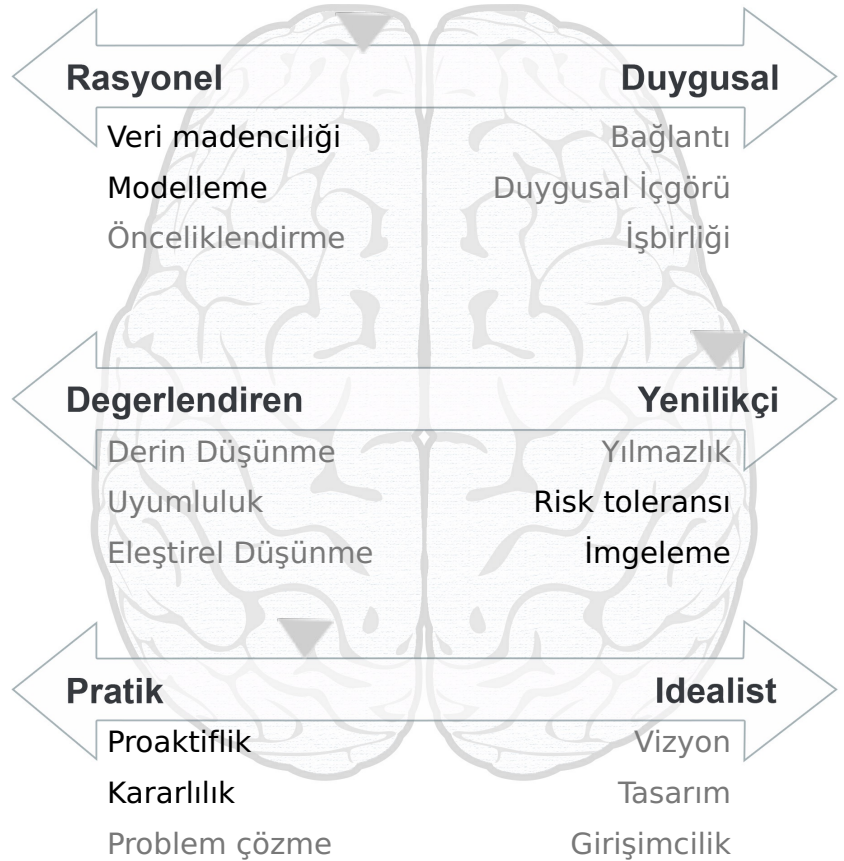 Rasyonel Duygusal
Veri madenciliği Bağlantı
Modelleme Duygusal İçgörü
Önceliklendirme İşbirliği
Degerlendiren Yenilikçi
Derin Düşünme Yılmazlık
Uyumluluk Risk toleransı
Eleştirel Düşünme İmgeleme
Pratik Idealist
Proaktiflik Vizyon
Kararlılık Tasarım
Problem çözme Girişimcilik